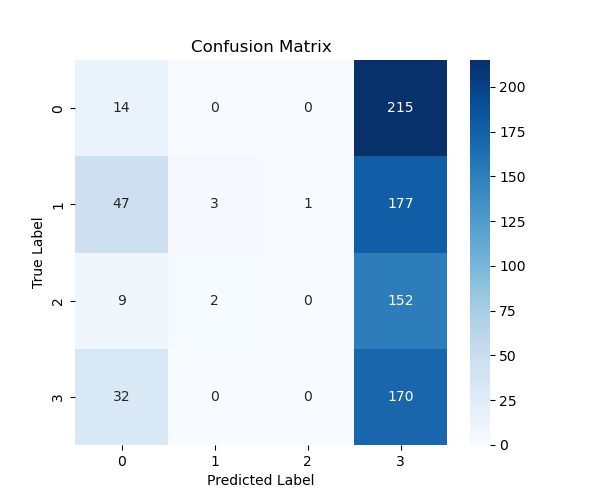 Confusion Matrix
True Label
0 14 0 0 215
1 47 3 1 177
2 9 2 0 152
3 32 0 0 170
0 1 2 3
Predicted Label
200
175
150
125
100
75
50
25
0